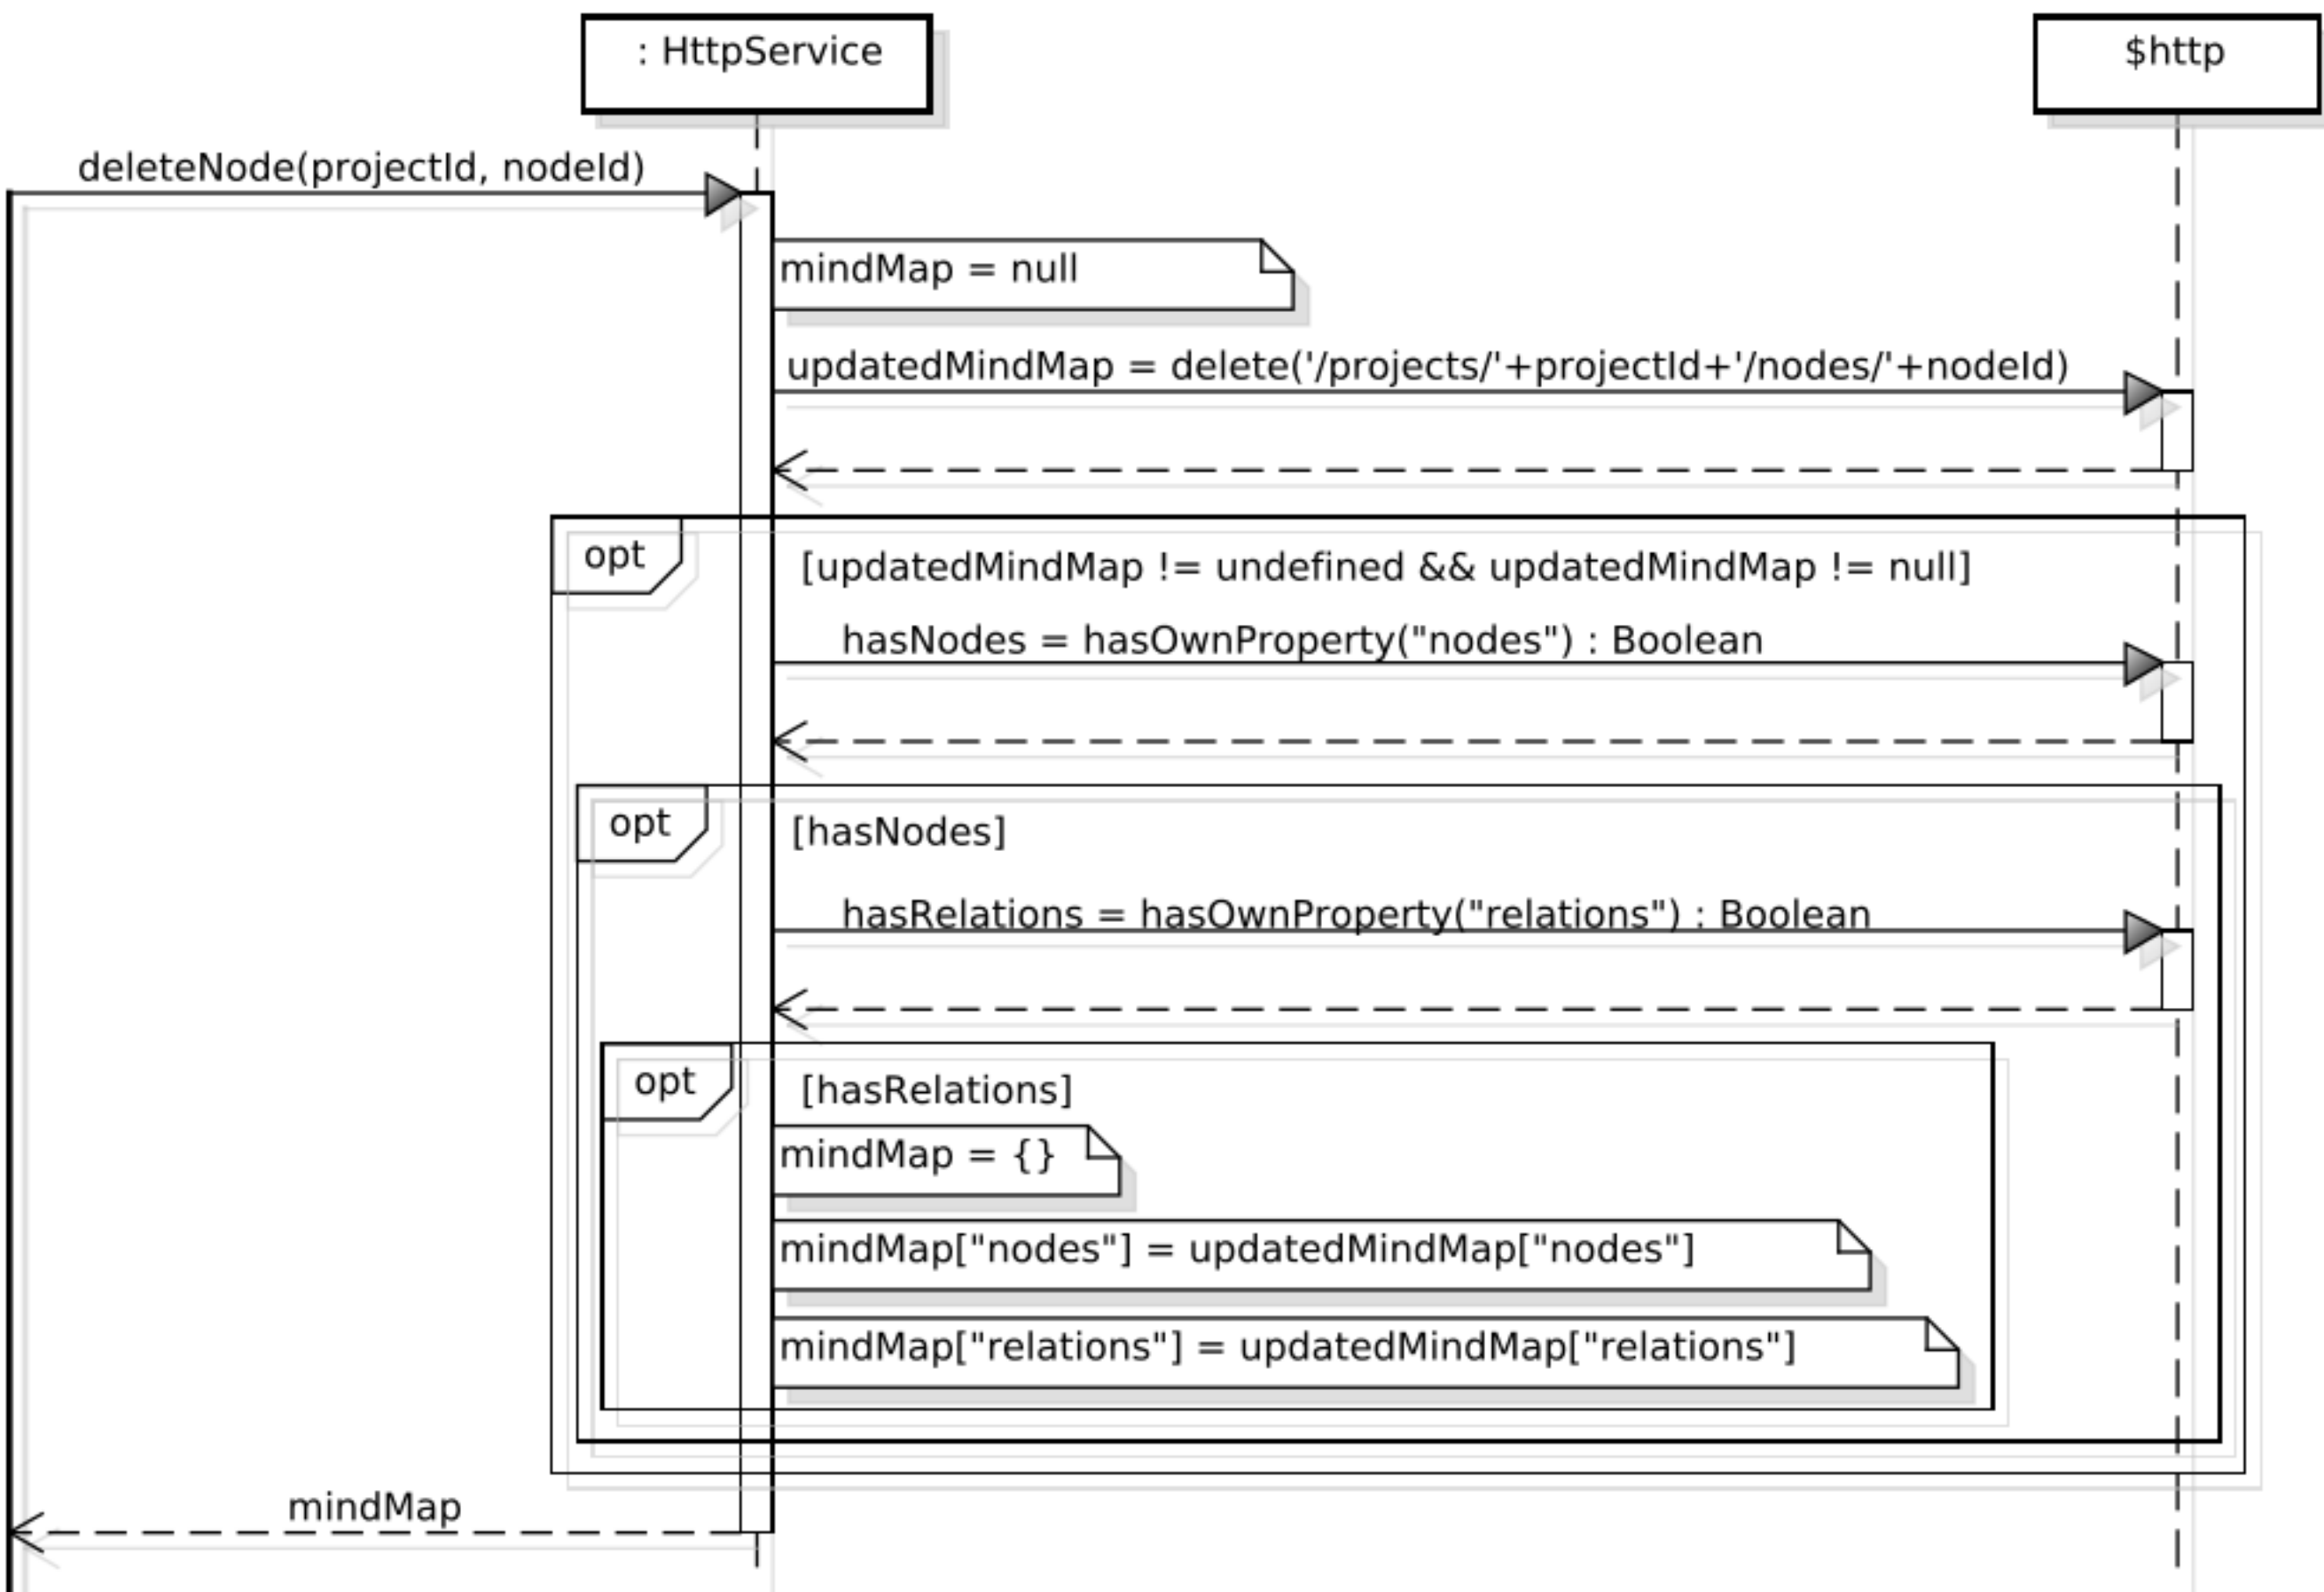 : HttpService
$http
deleteNode(projectId, nodeId)
mindMap = null
updatedMindMap = delete('/projects/'+projectId+'/nodes/'+nodeId)
opt
[updatedMindMap != undefined && updatedMindMap != null]
hasNodes = hasOwnProperty("nodes") : Boolean
opt
[hasNodes]
hasRelations = hasOwnProperty("relations") : Boolean
opt
[hasRelations]
mindMap = {}
mindMap["nodes"] = updatedMindMap["nodes"]
mindMap["relations"] = updatedMindMap["relations"]
mindMap